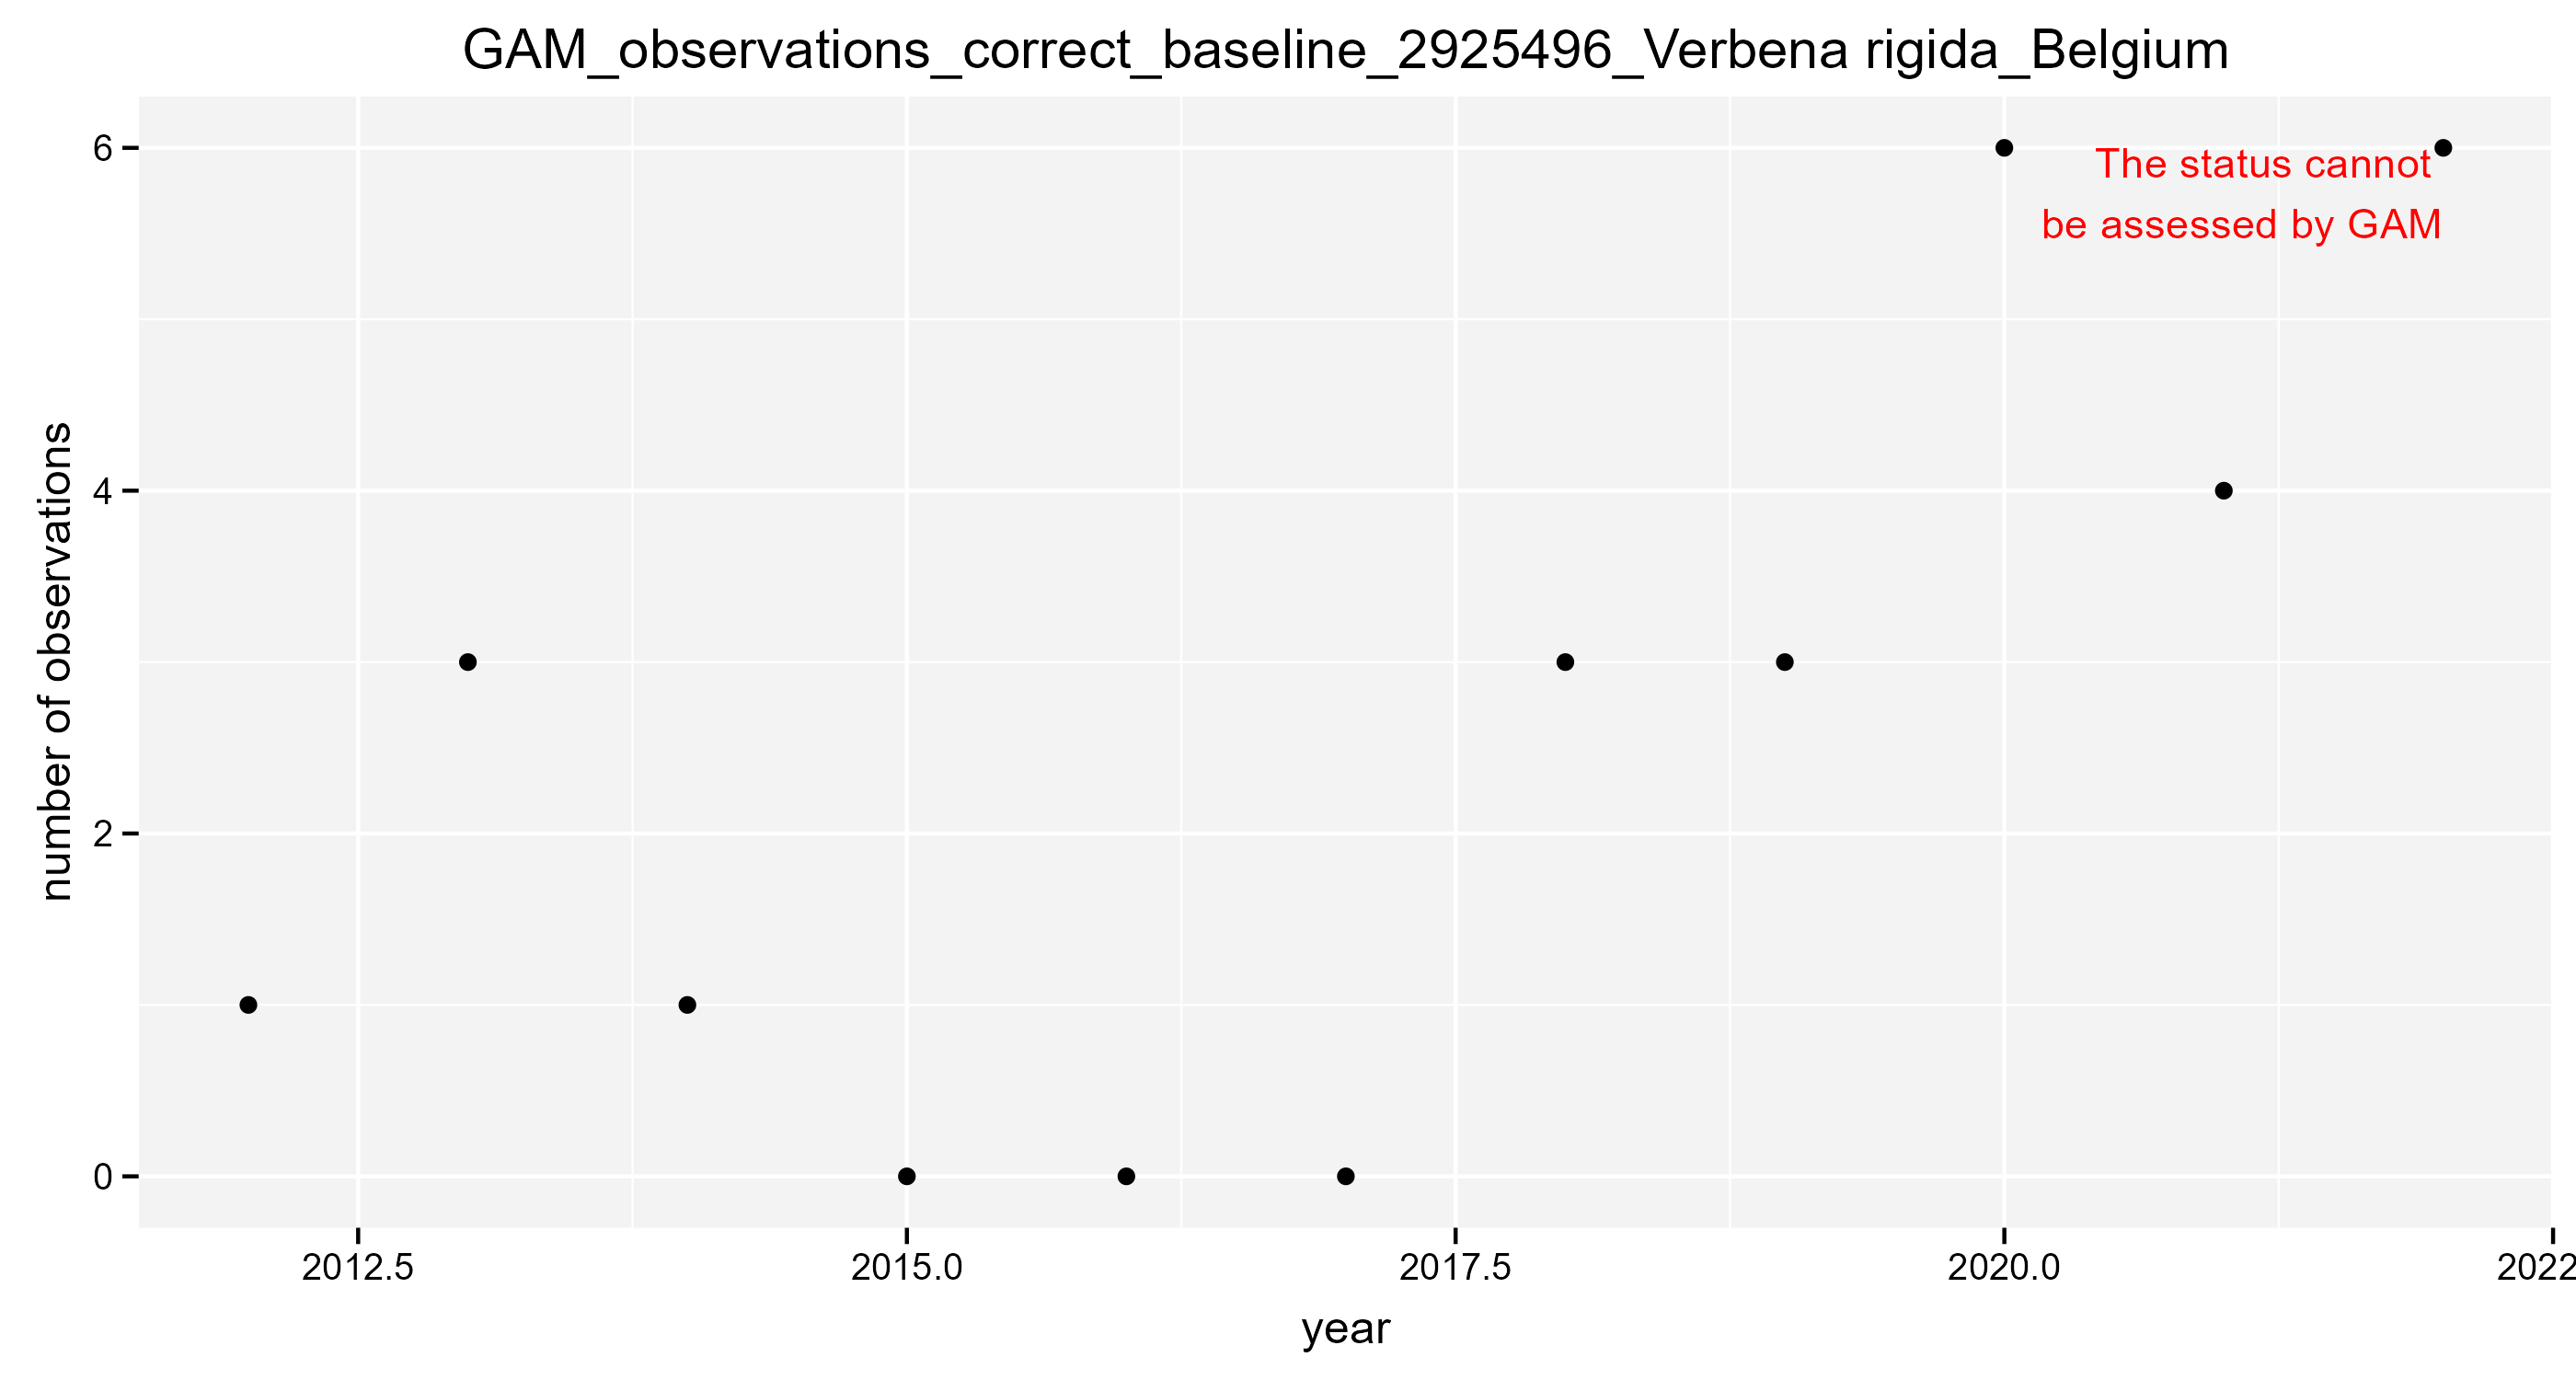 GAM_observations_correct_baseline_2925496_Verbena rigida_Belgium
6
The status cannot
be assessed by GAM
4
number of observations
2
0
2012.5
2015.0
2017.5
2020.0
2022
year